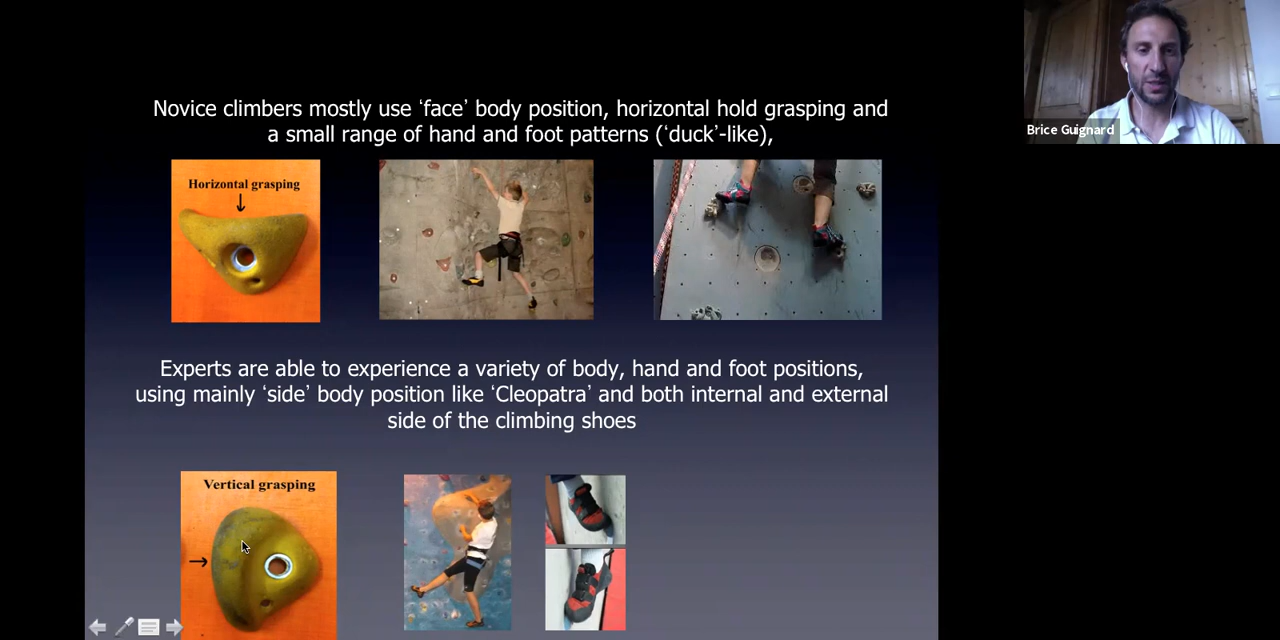 Novice climbers mostly use ‘face’ body position, horizontal hold grasping and
a small range of hand and foot patterns (‘duck’-like),
Brice Guignard
Horizontal grasping
Experts are able to experience a variety of body, hand and foot positions,
using mainly ‘side’ body position like ‘Cleopatra’ and both internal and external
side of the climbing shoes
Vertical grasping